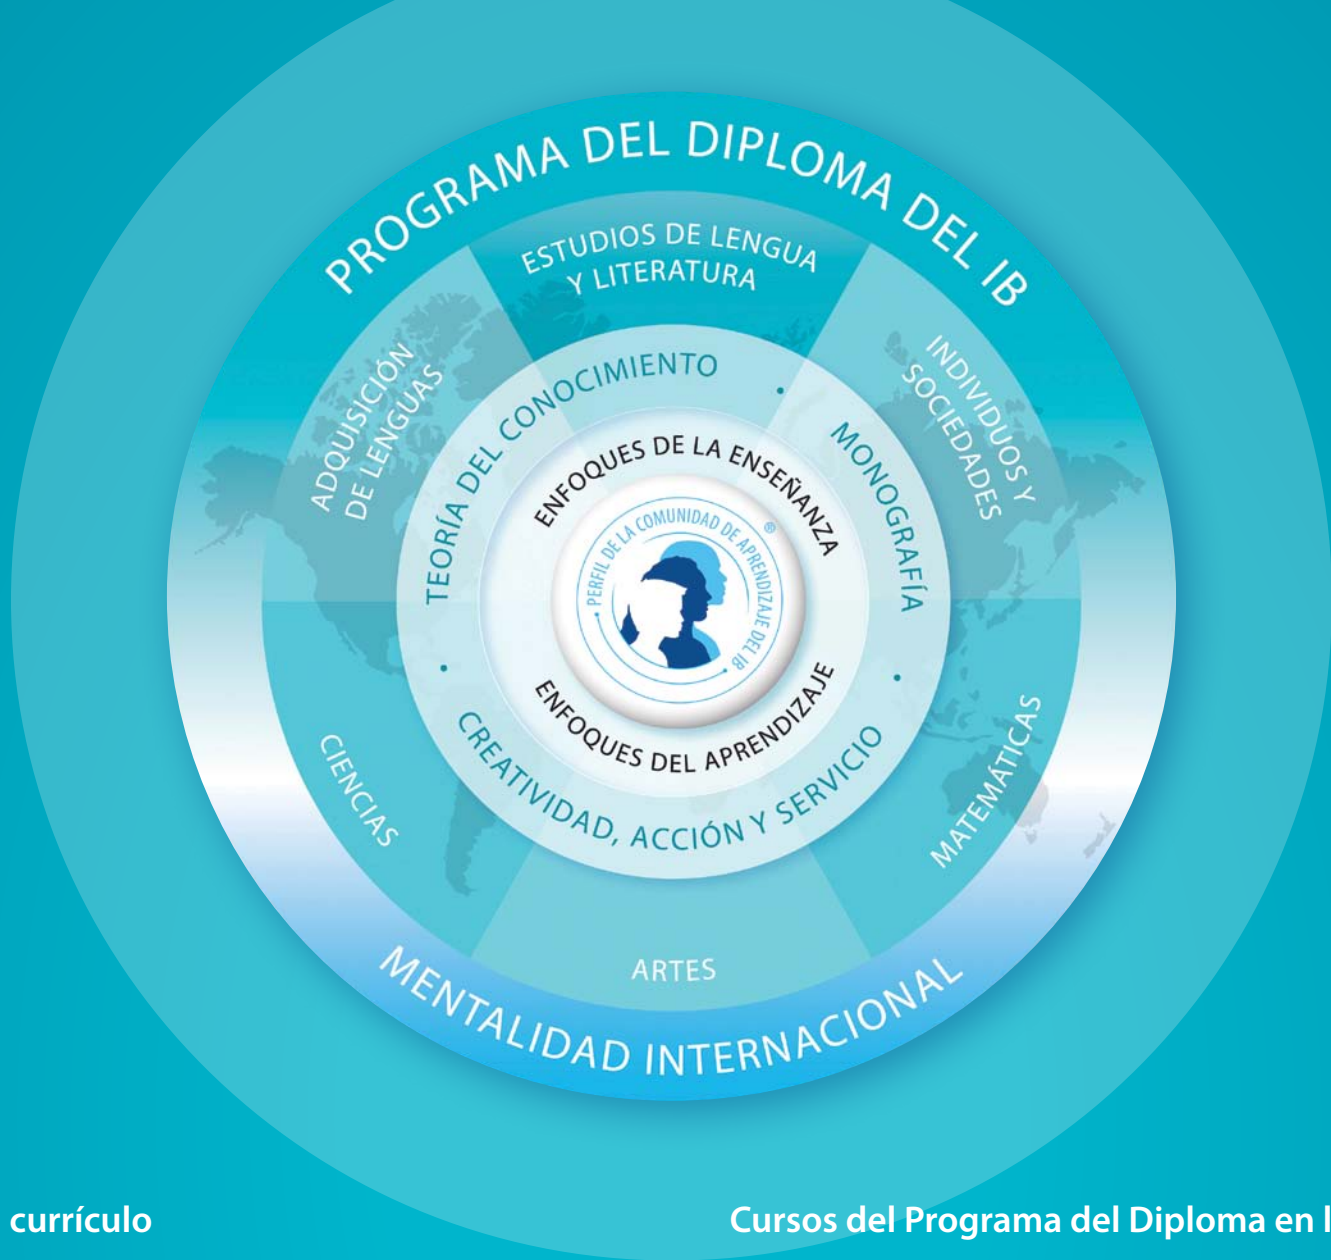 PROGRAMA DEL DIPLOMA DEL IB
ESTUDIOS DE LENGUA
Y LITERATURA
ADQUISICIÓN
DE LENGUAS
INDIVIDUOS Y
SOCIEDADES
TEORÍA DEL CONOCIMIENTO
MONOGRAFÍA
ENFOQUES DE LA ENSEÑANZA
PERFIL DE LA COMUNIDAD DE APRENDIZAJE DEL IB ®
ENFOQUES DEL APRENDIZAJE
CREATIVIDAD, ACCIÓN Y SERVICIO
CIENCIAS
MATEMÁTICAS
ARTES
MENTALIDAD INTERNACIONAL
currículo
Cursos del Programa del Diploma en